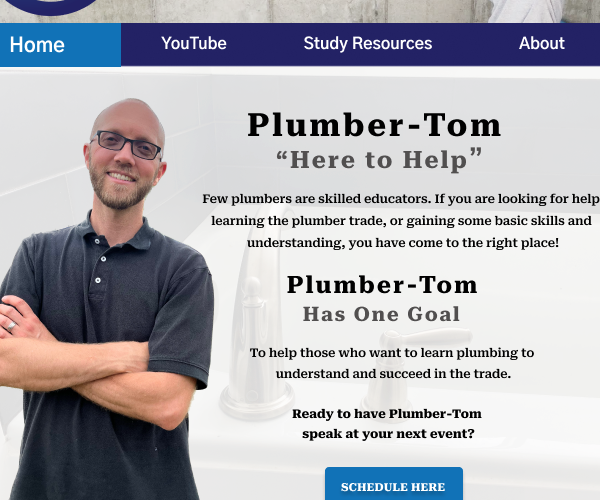 Home
YouTube
Study Resources
About
Plumber-Tom
“Here to Help”
Few plumbers are skilled educators. If you are looking for help
learning the plumber trade, or gaining some basic skills and
understanding, you have come to the right place!
Plumber-Tom
Has One Goal
To help those who want to learn plumbing to
understand and succeed in the trade.
Ready to have Plumber-Tom
speak at your next event?
SCHEDULE HERE